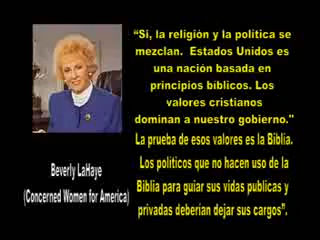 “Sí, la religión y la política se
mezclan. Estados Unidos es
una nación basada en
principios bíblicos. Los
valores cristianos
dominan a nuestro gobierno."
La prueba de esos valores es la Biblia.
Los politicos que no hacen uso de la
Biblia para guiar sus vidas publicas y
privadas deberían dejar sus cargos”.
Beverly LaHaye
(Concerned Women for America)